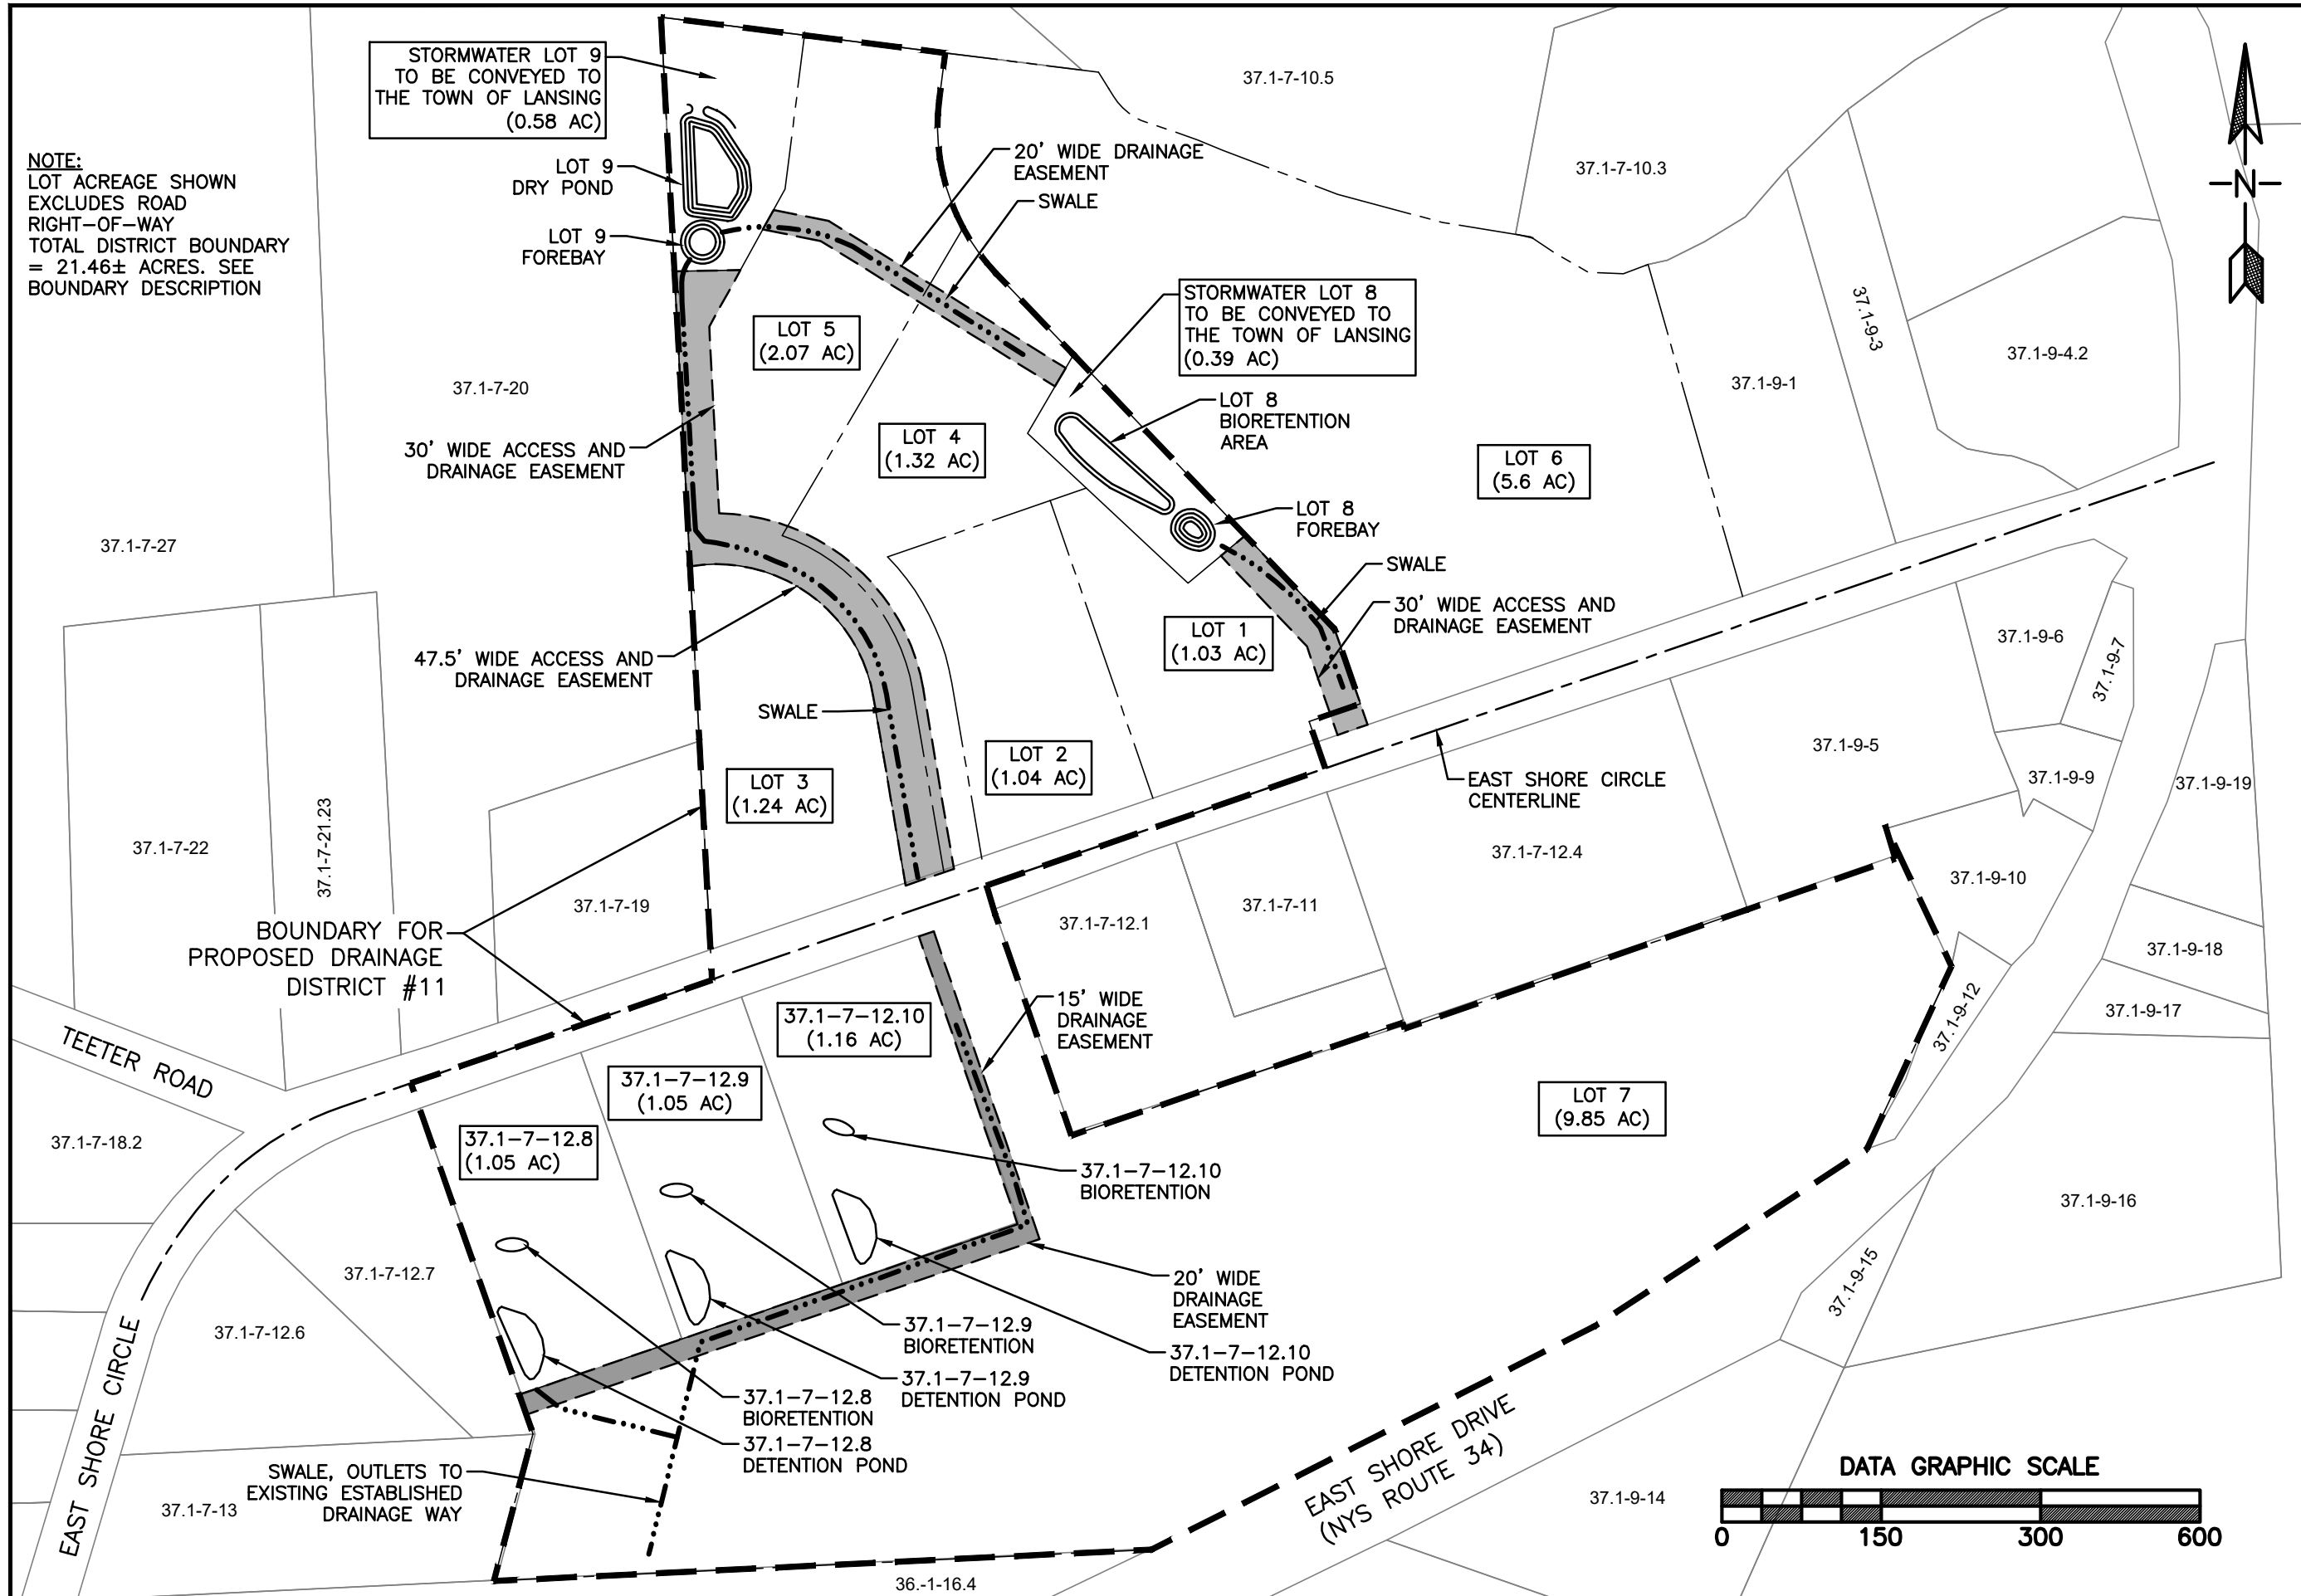 STORMWATER LOT 9
TO BE CONVEYED TO
THE TOWN OF LANSING
(0.58 AC)
37.1-7-10.5
NOTE:
LOT ACREAGE SHOWN
EXCLUDES ROAD
RIGHT-OF-WAY
TOTAL DISTRICT BOUNDARY
= 21.46± ACRES. SEE
BOUNDARY DESCRIPTION
LOT 9
DRY POND
20' WIDE DRAINAGE
EASEMENT
SWALE
37.1-7-10.3
N
LOT 9
FOREBAY
STORMWATER LOT 8
TO BE CONVEYED TO
THE TOWN OF LANSING
(0.39 AC)
37.1-9-3
LOT 5
(2.07 AC)
37.1-9-4.2
37.1-7-20
37.1-9-1
LOT 8
BIORETENTION
AREA
30' WIDE ACCESS AND
DRAINAGE EASEMENT
LOT 4
(1.32 AC)
LOT 6
(5.6 AC)
LOT 8
FOREBAY
37.1-7-27
SWALE
30' WIDE ACCESS AND
DRAINAGE EASEMENT
LOT 1
(1.03 AC)
37.1-9-6
37.1-9-7
47.5' WIDE ACCESS AND
DRAINAGE EASEMENT
SWALE
LOT 2
(1.04 AC)
37.1-9-5
LOT 3
(1.24 AC)
EAST SHORE CIRCLE
CENTERLINE
37.1-9-9
37.1-9-19
37.1-7-22
37.1-7-21.23
37.1-7-12.4
37.1-7-19
37.1-7-12.1
37.1-7-11
37.1-9-10
BOUNDARY FOR
PROPOSED DRAINAGE
DISTRICT #11
37.1-9-18
37.1-9-17
37.1-9-12
TEETER ROAD
37.1-7-12.10
(1.16 AC)
15' WIDE
DRAINAGE
EASEMENT
37.1-7-12.9
(1.05 AC)
LOT 7
(9.85 AC)
37.1-7-18.2
37.1-7-12.8
(1.05 AC)
37.1-7-12.10
BIORETENTION
37.1-9-16
37.1-7-12.7
20' WIDE
DRAINAGE
EASEMENT
37.1-9-15
37.1-7-12.6
37.1-7-12.9
BIORETENTION
37.1-7-12.10
DETENTION POND
37.1-7-12.9
DETENTION POND
37.1-7-12.8
BIORETENTION
37.1-7-12.8
DETENTION POND
EAST SHORE CIRCLE
SWALE, OUTLETS TO
EXISTING ESTABLISHED
DRAINAGE WAY
37.1-7-13
EAST SHORE DRIVE
(NYS ROUTE 34)
37.1-9-14
DATA GRAPHIC SCALE
0 150 300 600
36.-1-16.4